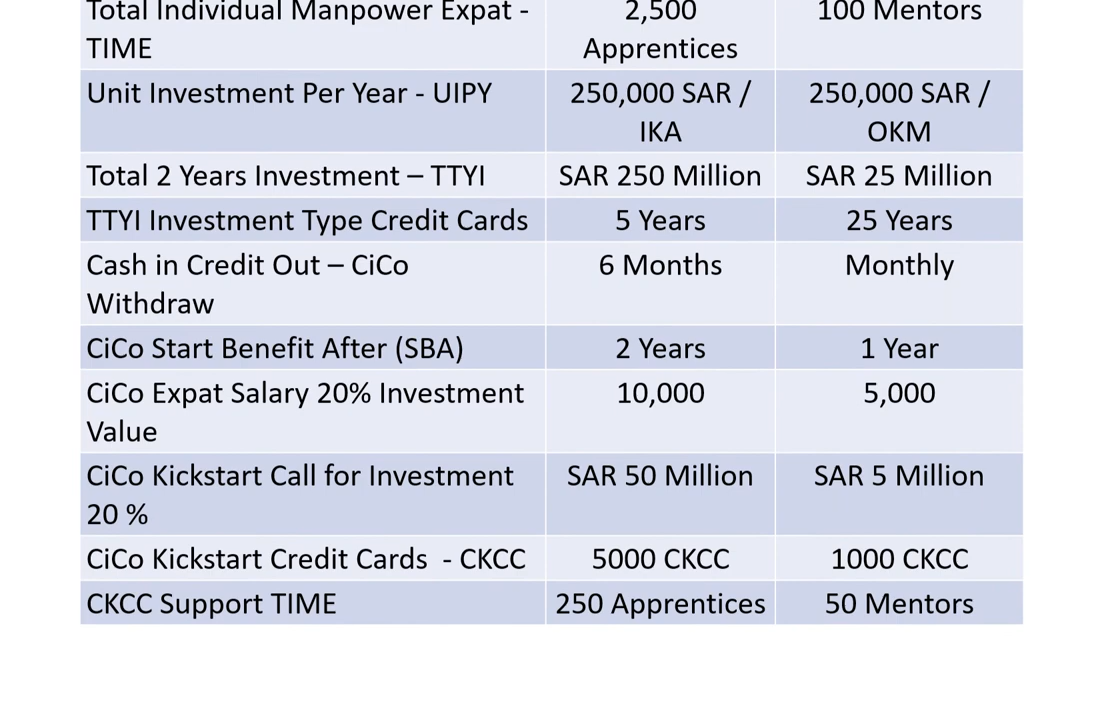 Total Individual Manpower Expat - 2,500 100 Mentors
TIME Apprentices
Unit Investment Per Year - UIPY 250,000 SAR / 250,000 SAR /
IKA OKM
Total 2 Years Investment – TTYI SAR 250 Million SAR 25 Million
TTYI Investment Type Credit Cards 5 Years 25 Years
Cash in Credit Out – CiCo 6 Months Monthly
Withdraw
CiCo Start Benefit After (SBA) 2 Years 1 Year
CiCo Expat Salary 20% Investment 10,000 5,000
Value
CiCo Kickstart Call for Investment SAR 50 Million SAR 5 Million
20 %
CiCo Kickstart Credit Cards  - CKCC 5000 CKCC 1000 CKCC
CKCC Support TIME 250 Apprentices 50 Mentors